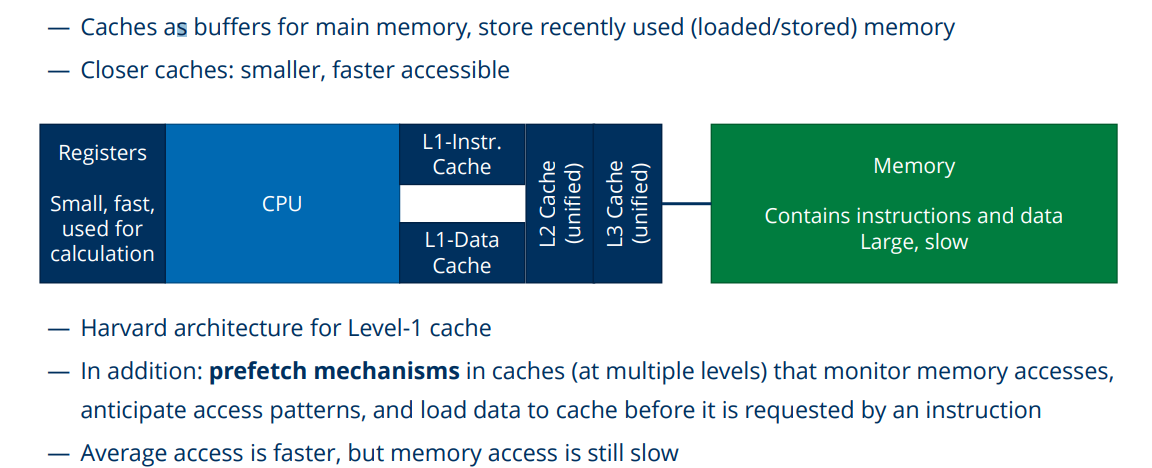 — Caches as buffers for main memory, store recently used (loaded/stored) memory
— Closer caches: smaller, faster accessible
Registers
Small, fast,
used for
calculation
CPU
L1-Instr.
Cache
L1-Data
Cache
L2 Cache
(unified)
L3 Cache
(unified)
Memory
Contains instructions and data
Large, slow
— Harvard architecture for Level-1 cache
— In addition: prefetch mechanisms in caches (at multiple levels) that monitor memory accesses,
anticipate access patterns, and load data to cache before it is requested by an instruction
— Average access is faster, but memory access is still slow